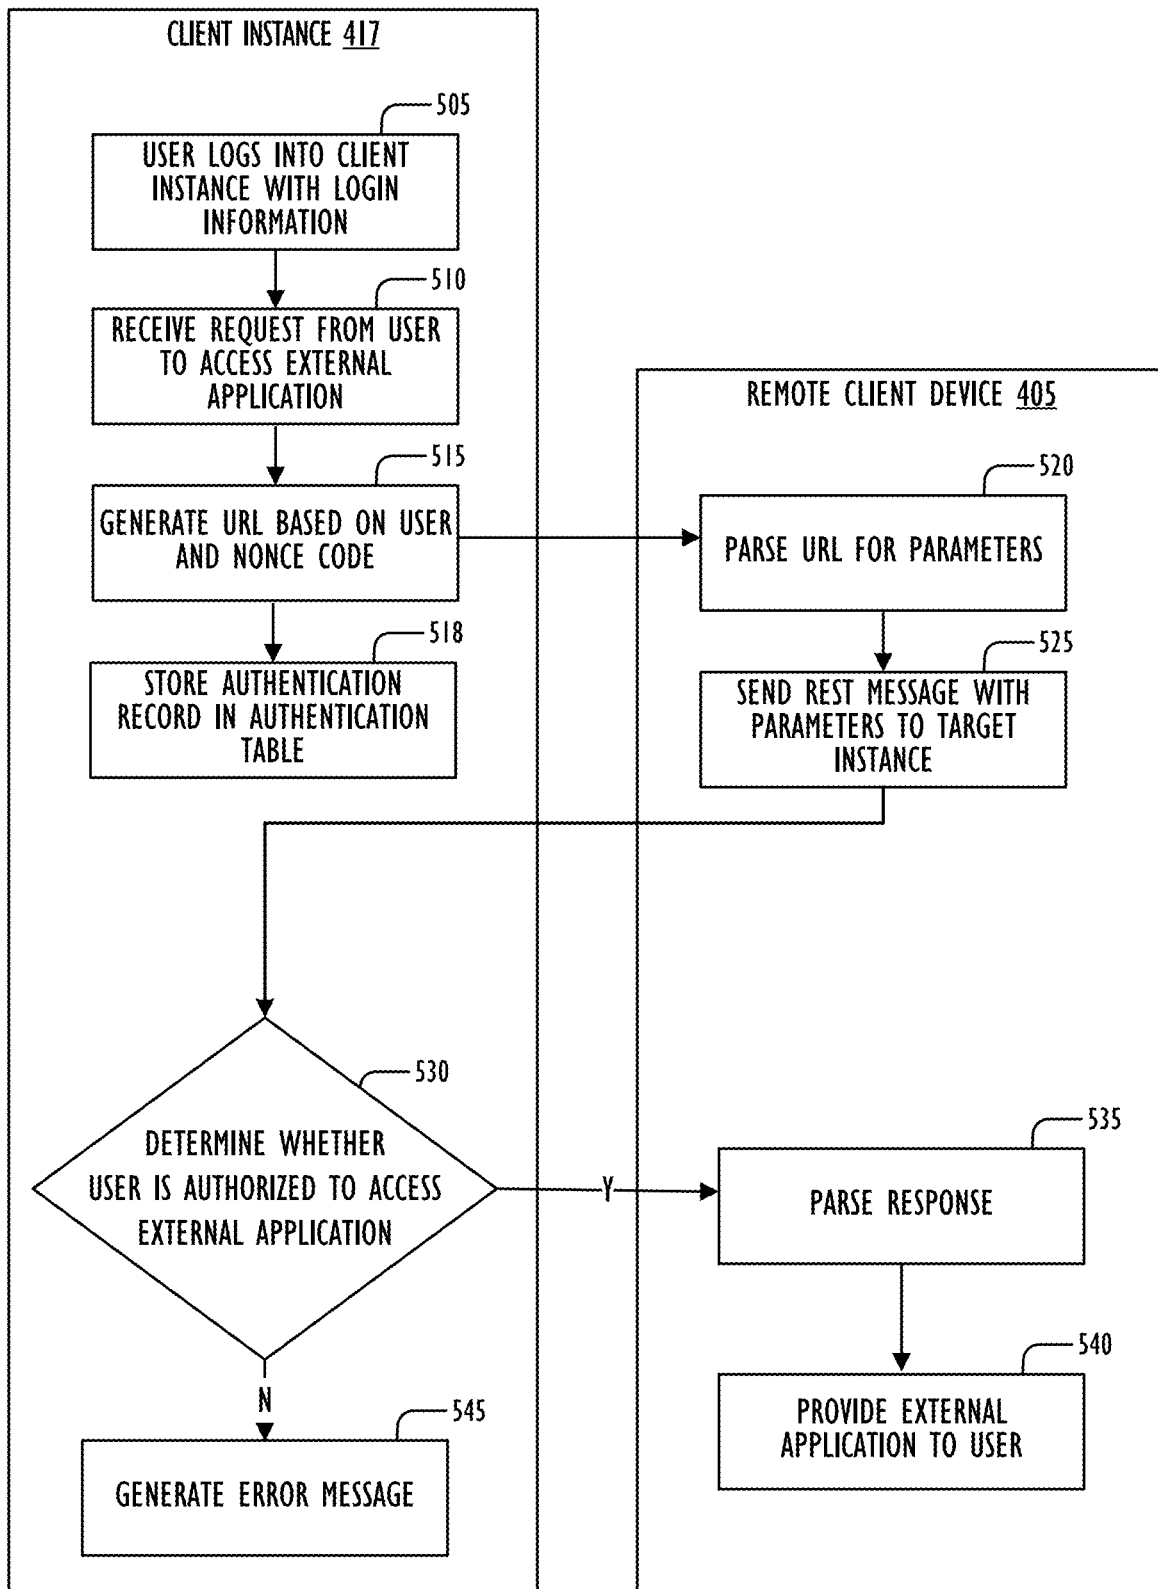 CLIENT INSTANCE 417
505
USER LOGS INTO CLIENT
INSTANCE WITH LOGIN
INFORMATION
510
RECEIVE REQUEST FROM USER
TO ACCESS EXTERNAL
APPLICATION
515
GENERATE URL BASED ON USER
AND NONCE CODE
518
STORE AUTHENTICATION
RECORD IN AUTHENTICATION
TABLE
REMOTE CLIENT DEVICE 405
520
PARSE URL FOR PARAMETERS
525
SEND REST MESSAGE WITH
PARAMETERS TO TARGET
INSTANCE
530
DETERMINE WHETHER
USER IS AUTHORIZED TO ACCESS
EXTERNAL APPLICATION
Y
535
PARSE RESPONSE
540
PROVIDE EXTERNAL
APPLICATION TO USER
N
545
GENERATE ERROR MESSAGE